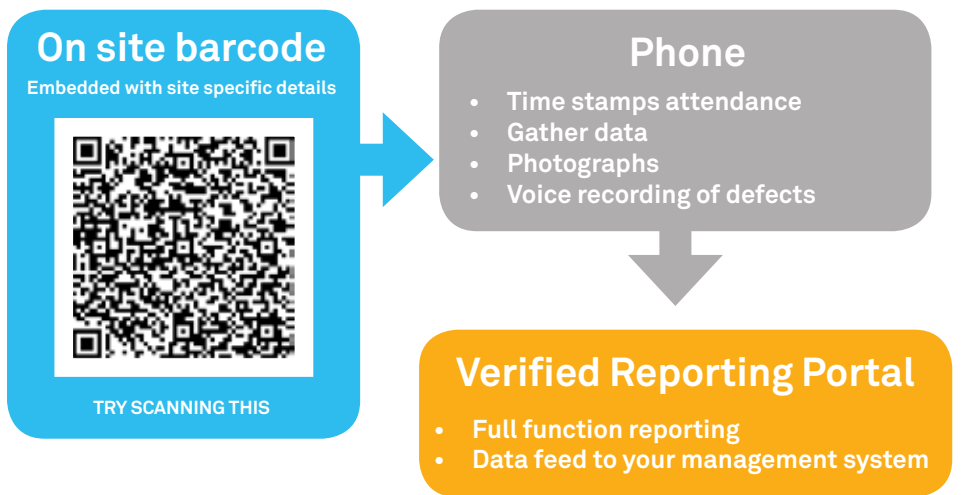 On site barcode
Embedded with site specific details
TRY SCANNING THIS
Phone
• Time stamps attendance
• Gather data
• Photographs
• Voice recording of defects
Verified Reporting Portal
• Full function reporting
• Data feed to your management system